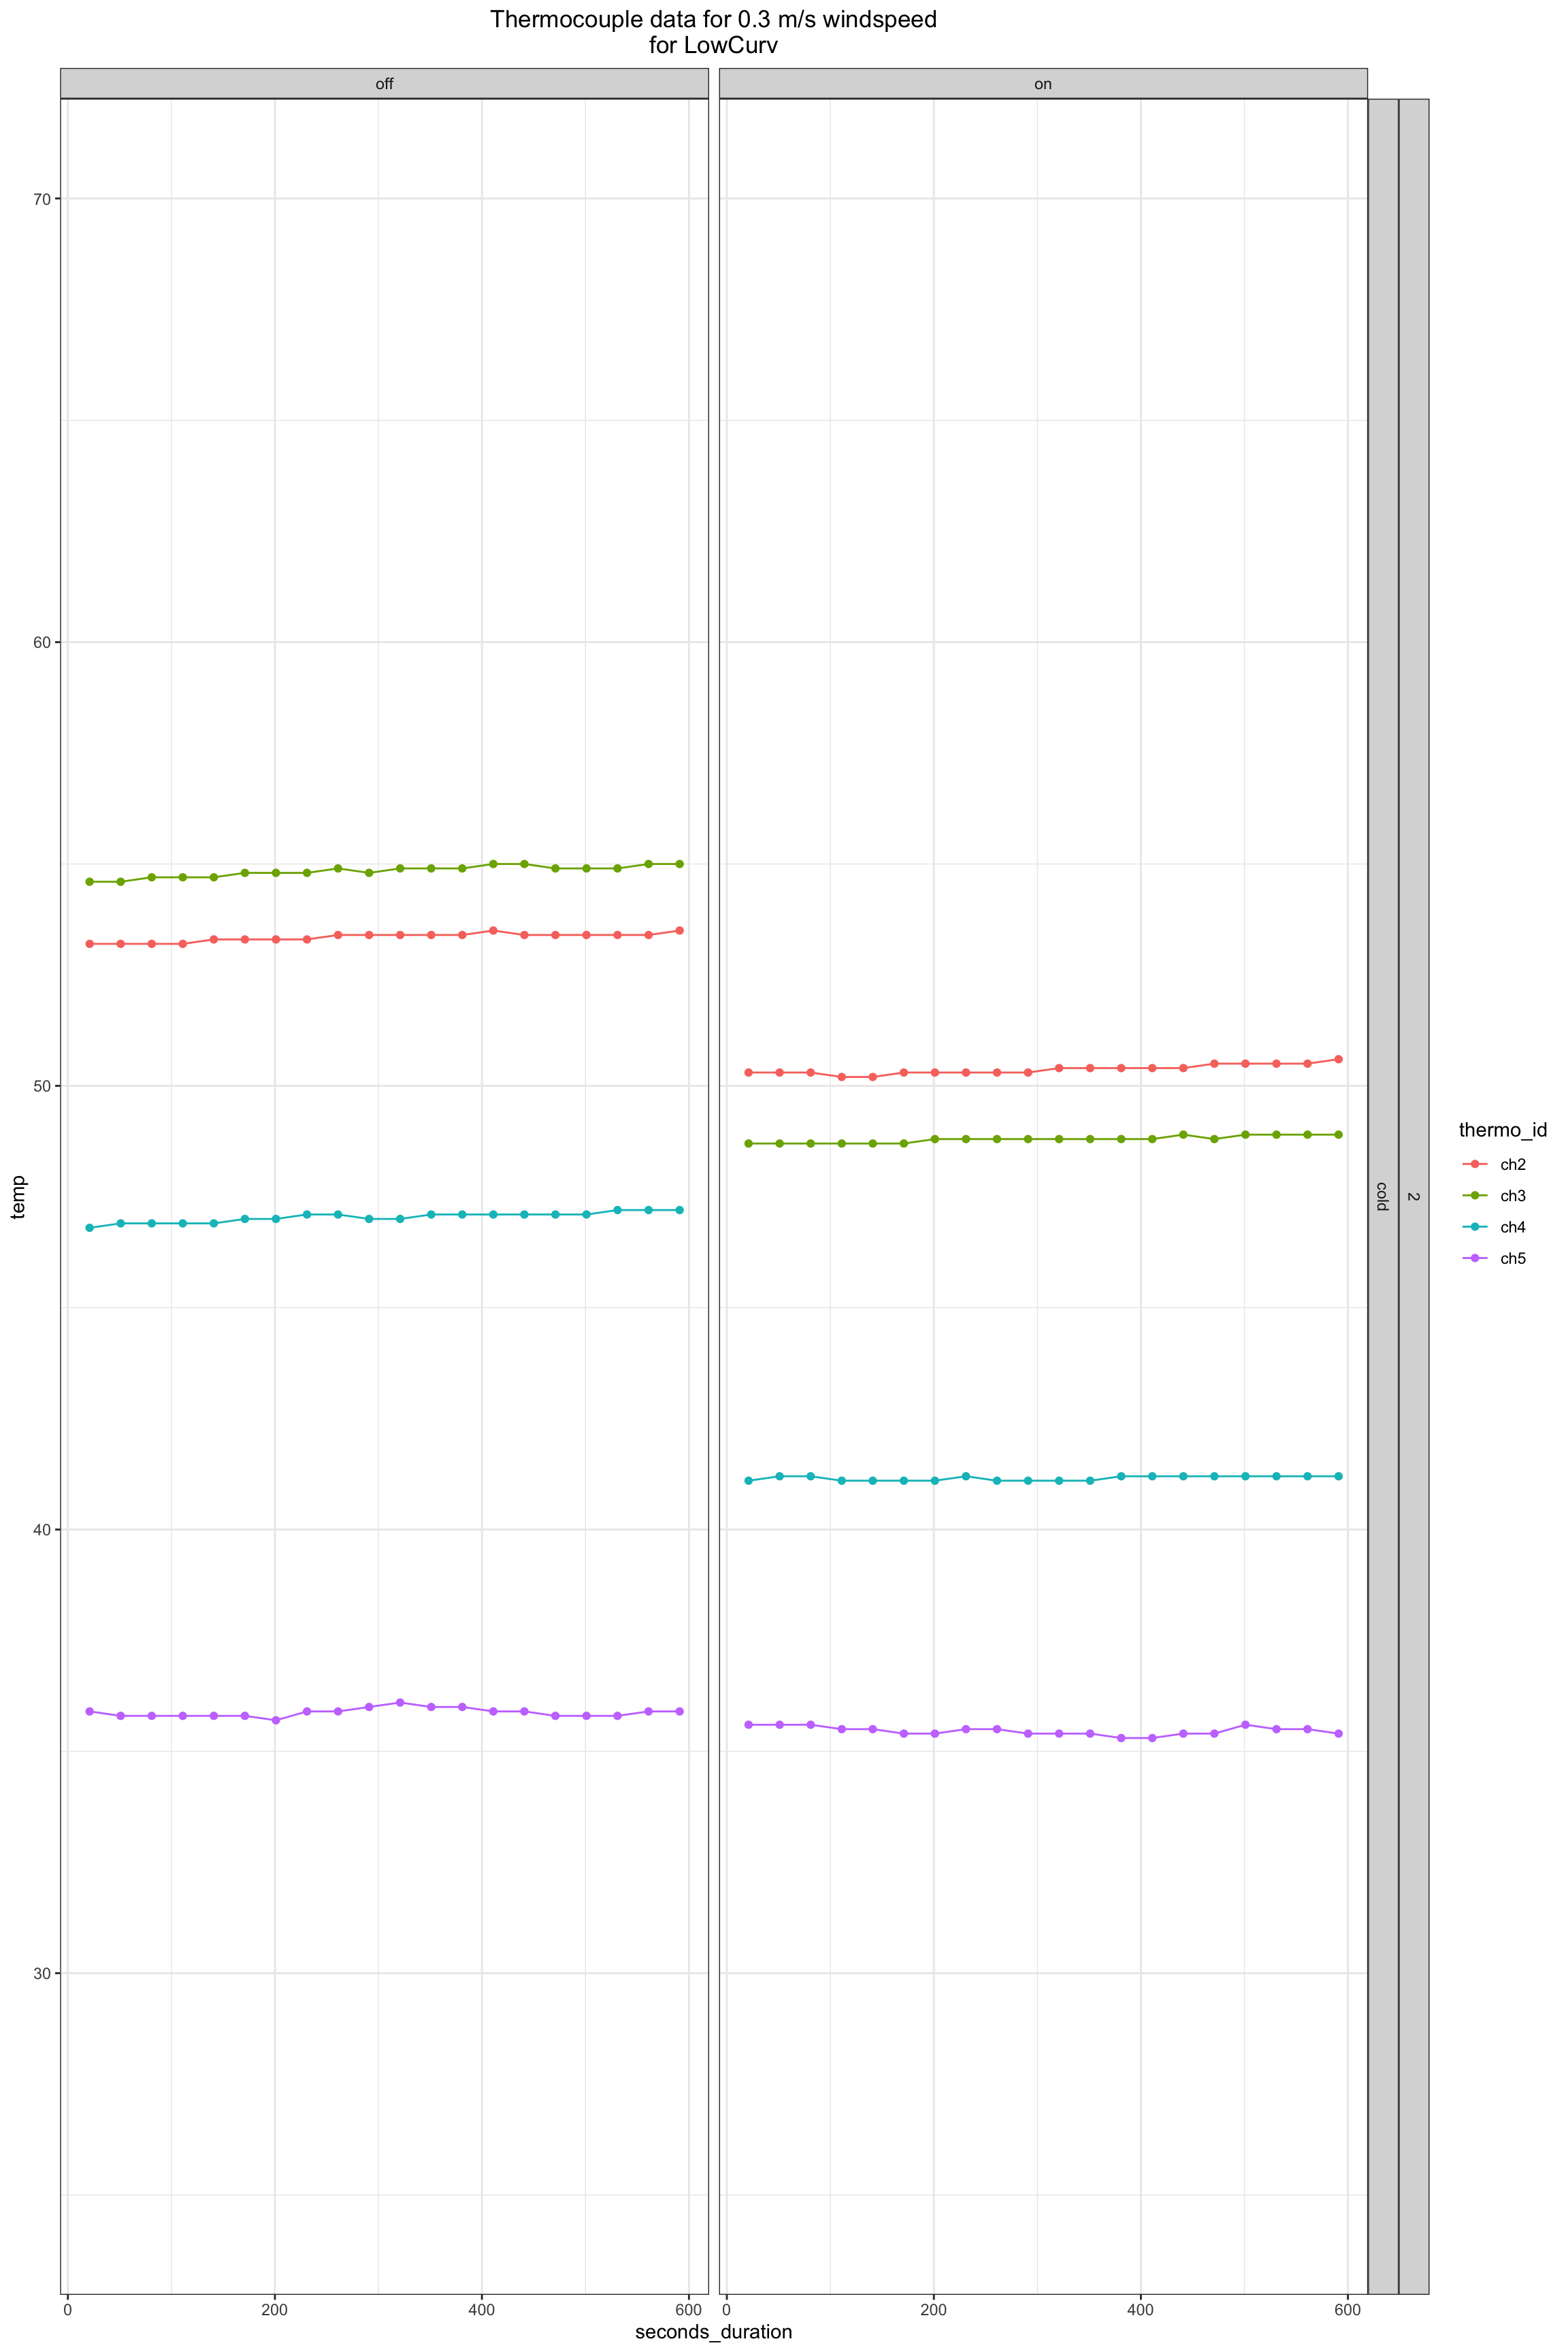 Thermocouple data for 0.3 m/s windspeed
for LowCurv
off
on
70
60
50
40
30
temp
cold
2
thermo_id
ch2
ch3
ch4
ch5
0
200
400
600
0
200
400
600
seconds_duration